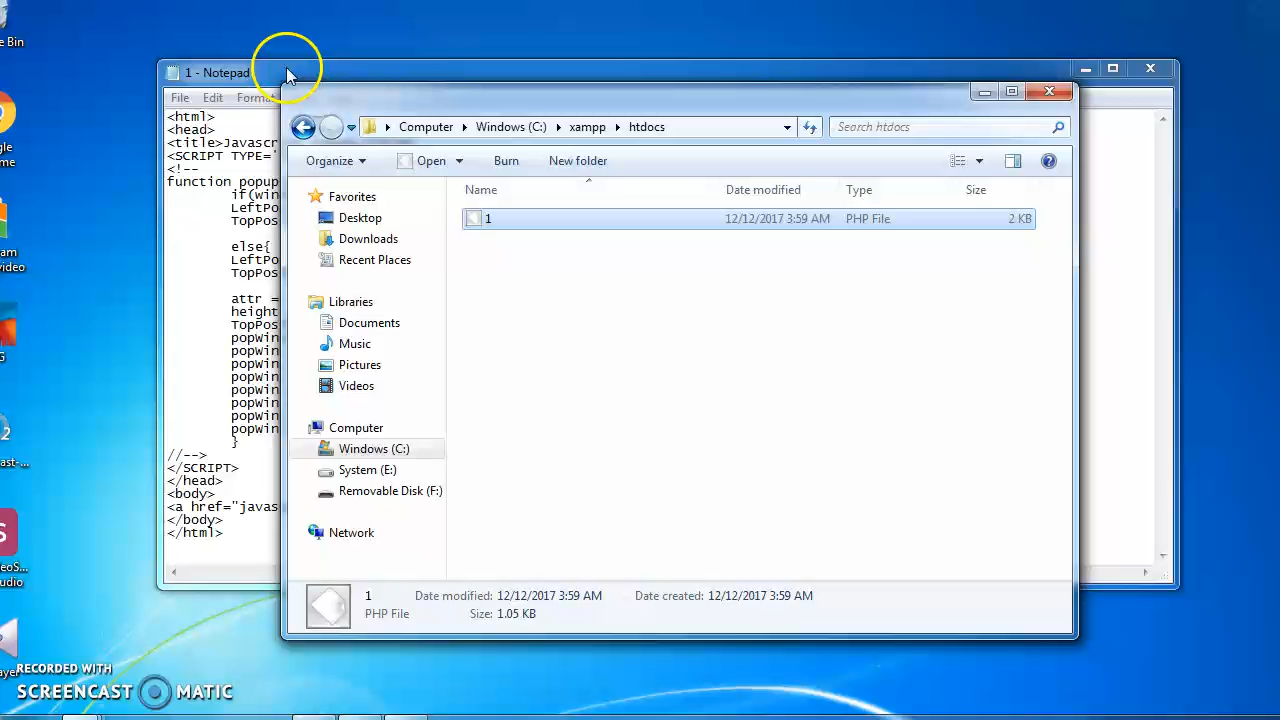 e Bin
gle
me
am
video
G
2
ast-...
S
leoS...
udio
ayer
1 - Notepad
File Edit Format
<html>
<head>
<title>Javascr
<SCRIPT TYPE='
<!--
function popup
if(win
LeftPo
TopPos
else{
LeftPo
TopPos
attr =
height
TopPos
popWin
popwin
popwin
popwin
popwin
popwin
popwin
popwin
}
//-->
</SCRIPT>
</head>
<body>
<a href="javas
</body>
</html>
Computer Windows (C:) xampp htdocs
Search htdocs
Organize Open Burn New folder
Name Date modified Type Size
1 12/12/2017 3:59 AM PHP File 2 KB
Favorites
Desktop
Downloads
Recent Places
Libraries
Documents
Music
Pictures
Videos
Computer
Windows (C:)
System (E:)
Removable Disk (F:)
Network
1 Date modified: 12/12/2017 3:59 AM Date created: 12/12/2017 3:59 AM
PHP File Size: 1.05 KB
RECORDED WITH
SCREENCAST MATIC